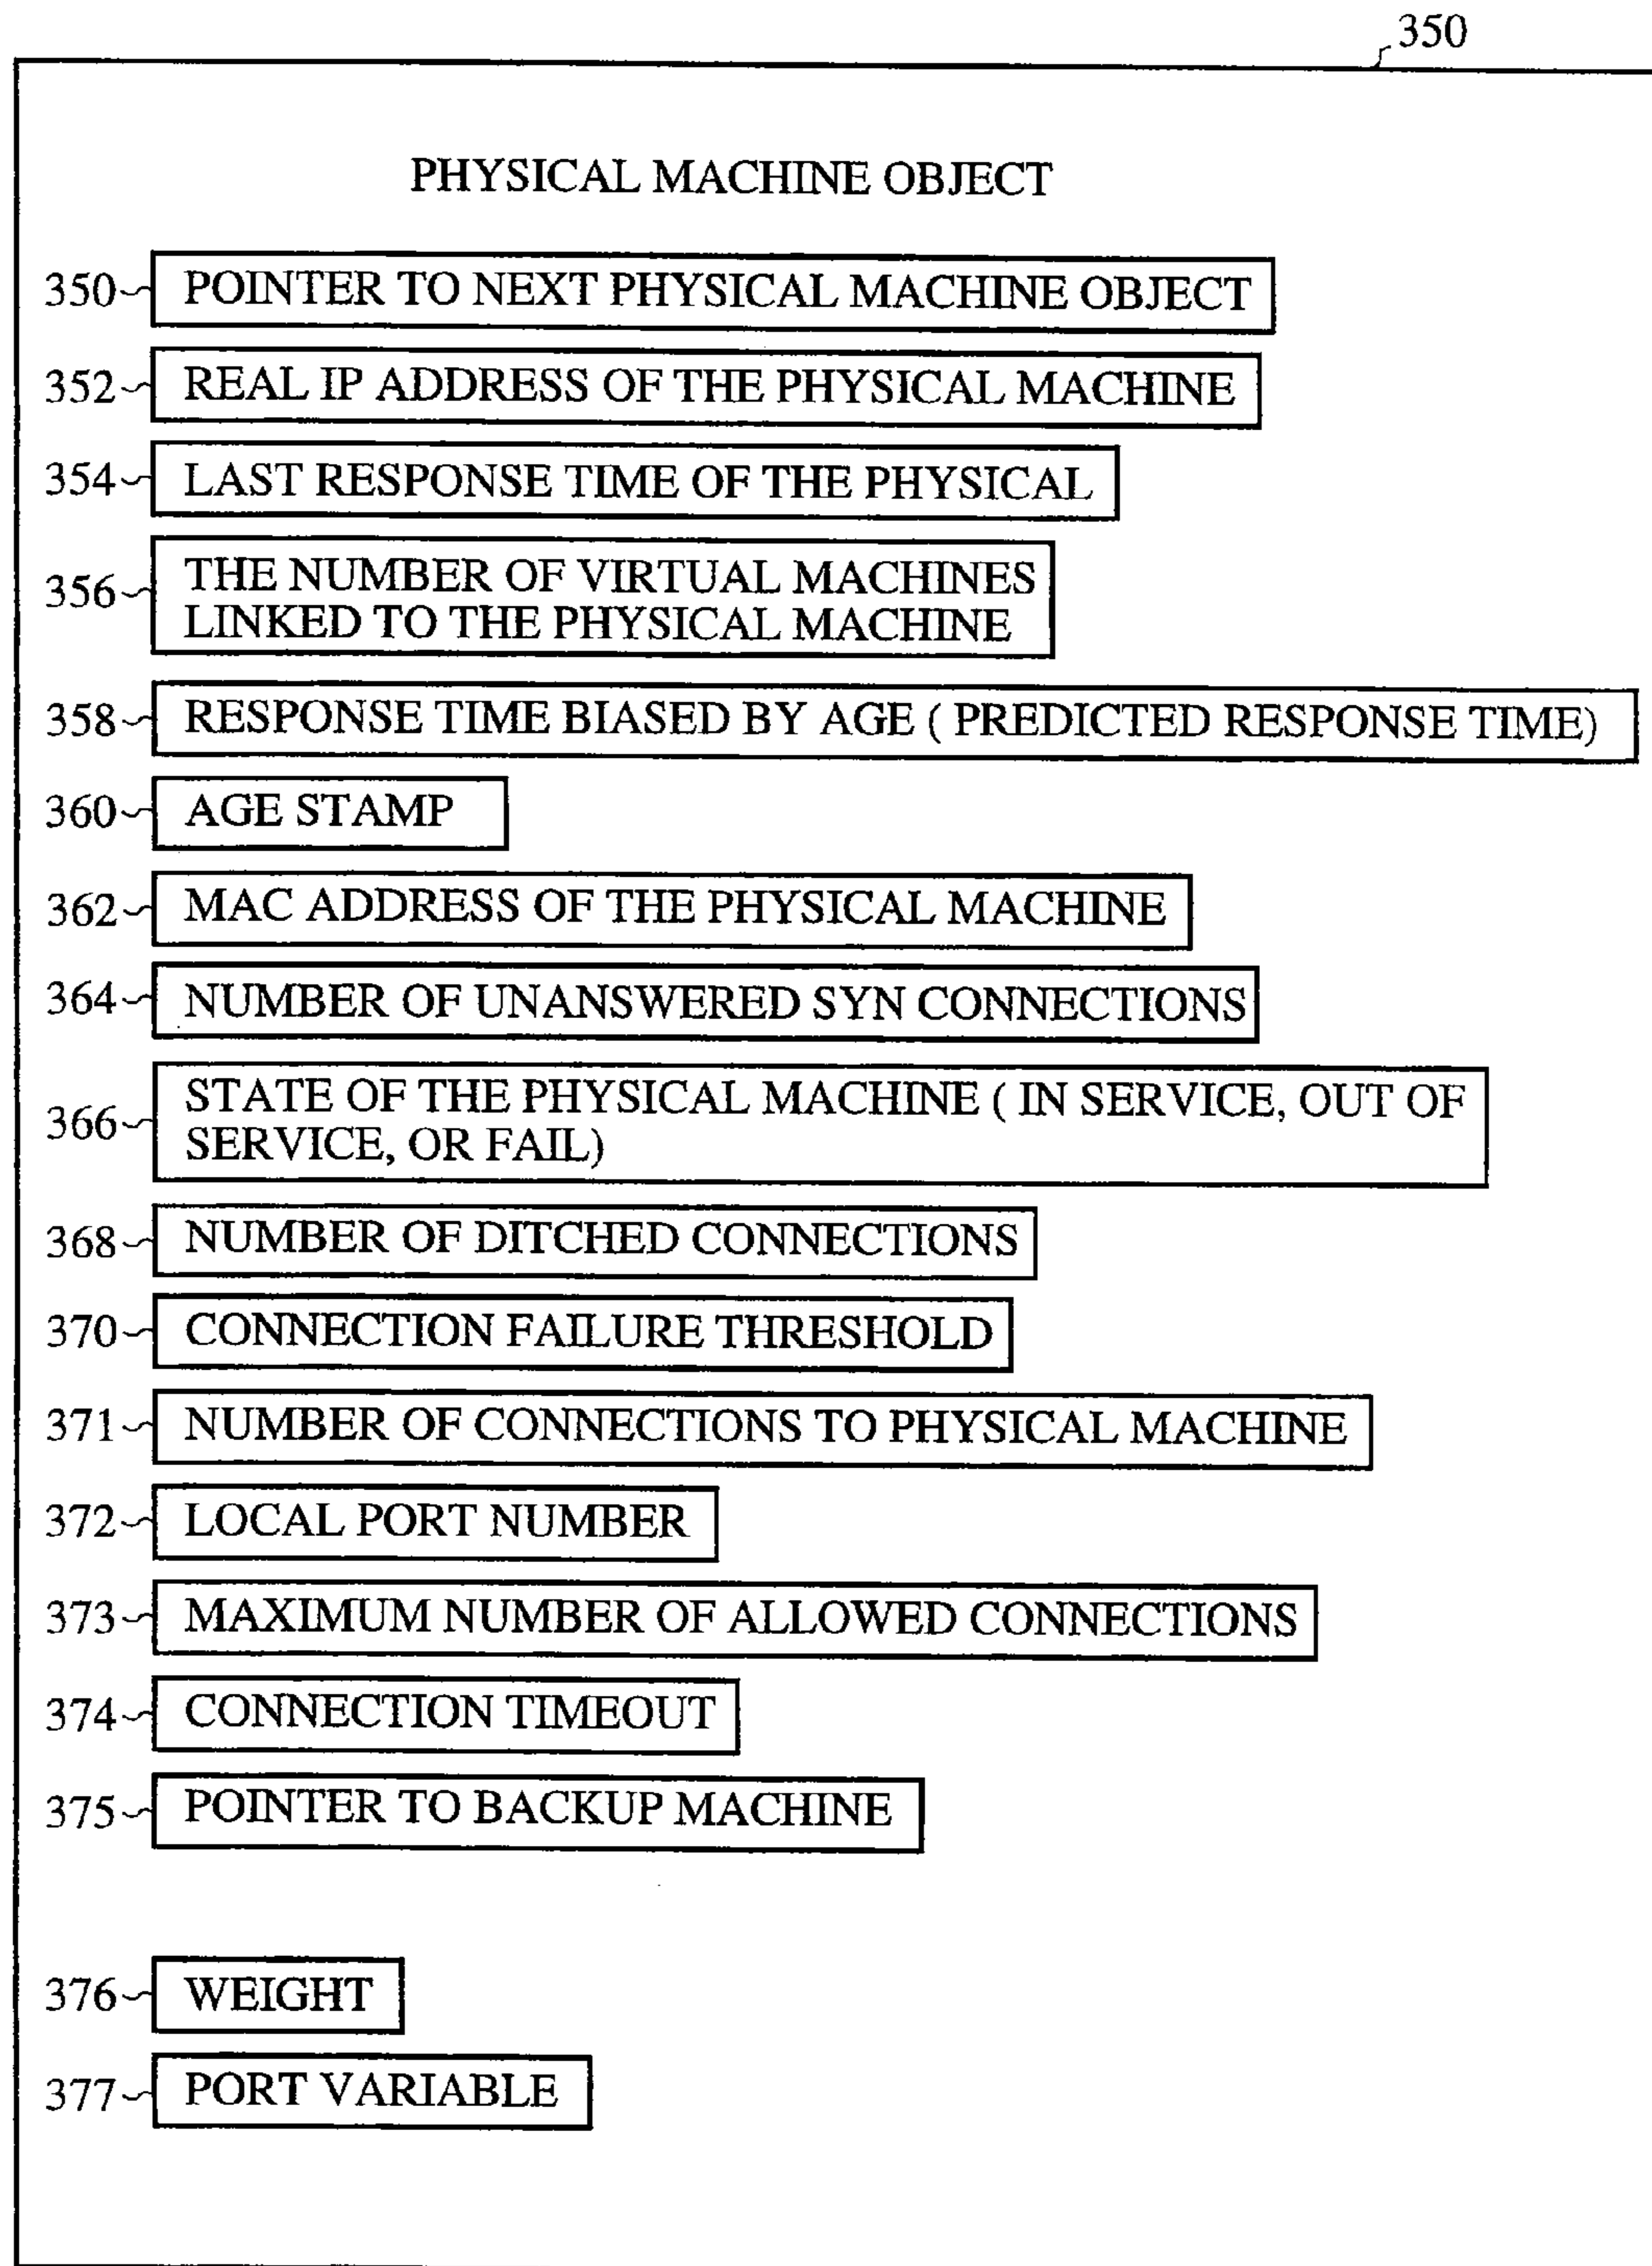 350
PHYSICAL MACHINE OBJECT
350 POINTER TO NEXT PHYSICAL MACHINE OBJECT
352 REAL IP ADDRESS OF THE PHYSICAL MACHINE
354 LAST RESPONSE TIME OF THE PHYSICAL
356 THE NUMBER OF VIRTUAL MACHINES
LINKED TO THE PHYSICAL MACHINE
358 RESPONSE TIME BIASED BY AGE ( PREDICTED RESPONSE TIME)
360 AGE STAMP
362 MAC ADDRESS OF THE PHYSICAL MACHINE
364 NUMBER OF UNANSWERED SYN CONNECTIONS
366 STATE OF THE PHYSICAL MACHINE ( IN SERVICE, OUT OF
SERVICE, OR FAIL)
368 NUMBER OF DITCHED CONNECTIONS
370 CONNECTION FAILURE THRESHOLD
371 NUMBER OF CONNECTIONS TO PHYSICAL MACHINE
372 LOCAL PORT NUMBER
373 MAXIMUM NUMBER OF ALLOWED CONNECTIONS
374 CONNECTION TIMEOUT
375 POINTER TO BACKUP MACHINE
376 WEIGHT
377 PORT VARIABLE